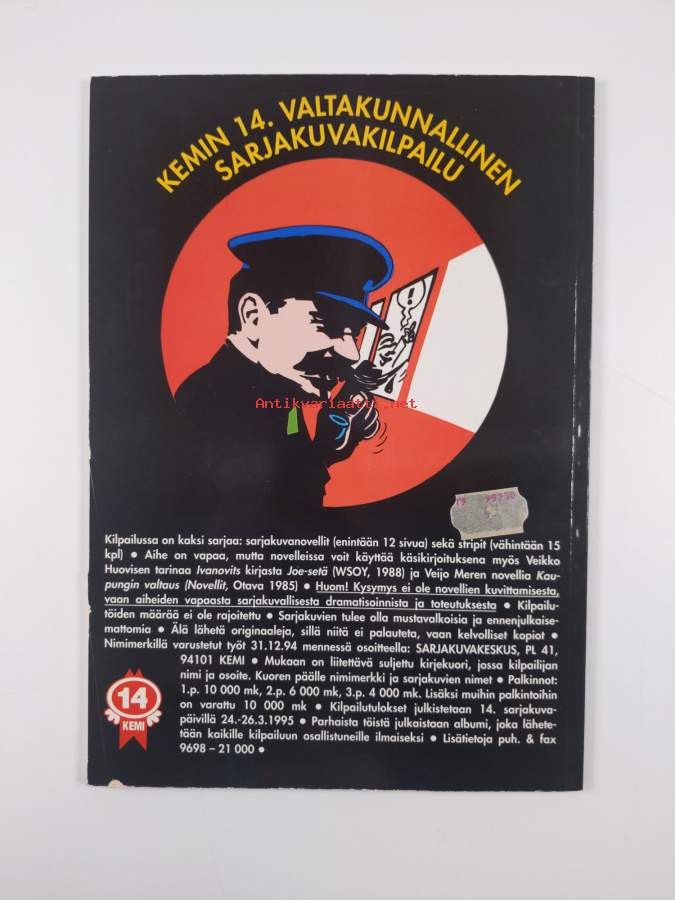 KEMIN 14. VALTAKUNNALLINEN
SARJAKUVAKILPAILU
!
Antikvariaatti.net
Kilpailussa on kaksi sarjaa: sarjakuvanovellit (enintään 12 sivua) sekä stripit (vähintään 15
kpl) • Aihe on vapaa, mutta novelleissa voit käyttää käsikirjoituksena myös Veikko
Huovisen tarinaa Ivanovits kirjasta Joe-setä (WSOY, 1988) ja Veijo Meren novellia Kau-
pungin valtaus (Novellit, Otava 1985) • Huom! Kysymys ei ole novellien kuvittamisesta,
vaan aiheiden vapaasta sarjakuvallisesta dramatisoinnista ja toteutuksesta • Kilpailu-
töiden määrää ei ole rajoitettu • Sarjakuvien tulee olla mustavalkoisia ja ennenjulkaise-
mattomia • Älä lähetä originaaleja, sillä niitä ei palauteta, vaan kelvolliset kopiot •
Nimimerkillä varustetut työt 31.12.94 mennessä osoitteella: SARJAKUVAKESKUS, PL 41,
94101 KEMI • Mukaan on liitettävä suljettu kirjekuori, jossa kilpailijan
nimi ja osoite. Kuoren päälle nimimerkki ja sarjakuvien nimet • Palkinnot:
1.p. 10 000 mk, 2.p. 6 000 mk, 3.p. 4 000 mk. Lisäksi muihin palkintoihin
on varattu 10 000 mk • Kilpailutulokset julkistetaan 14. sarjakuva-
päivillä 24.-26.3.1995 • Parhaista töistä julkaistaan albumi, joka lähete-
tään kaikille kilpailuun osallistuneille ilmaiseksi • Lisätietoja puh. & fax
9698 – 21 000 •
14
KEMI